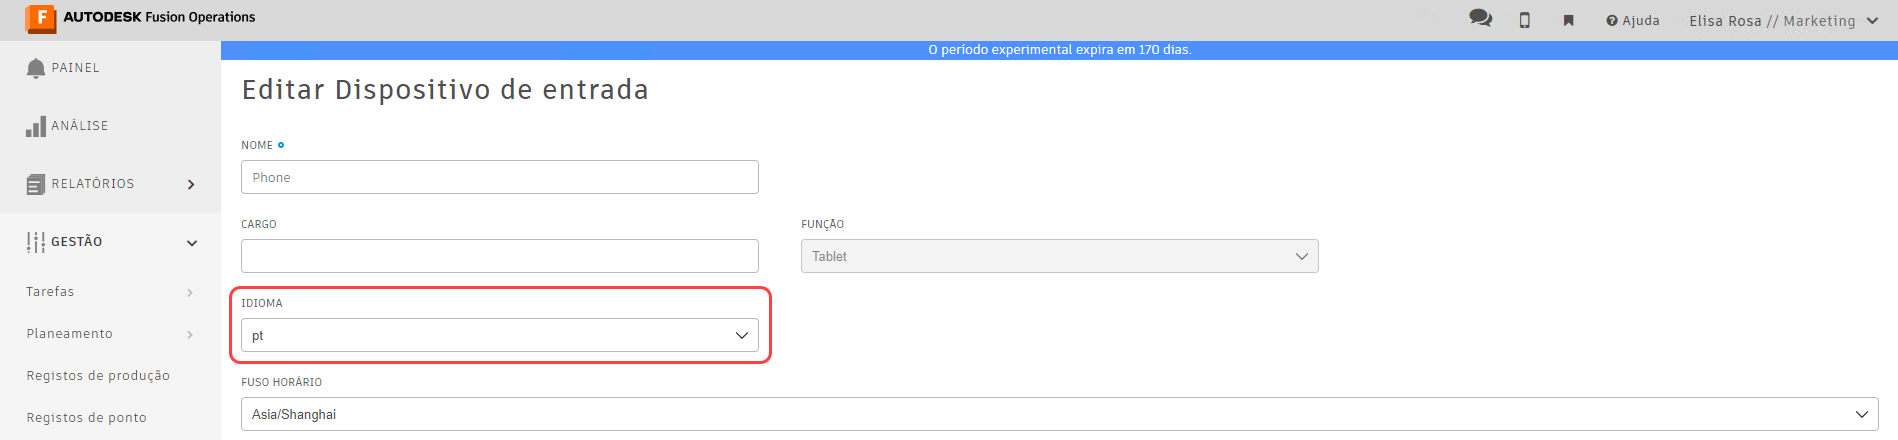 F AUTODESK Fusion Operations
Ajuda
Elisa Rosa // Marketing
O período experimental expira em 170 dias.
PAINEL
ANÁLISE
RELATÓRIOS
GESTÃO
Tarefas
Planeamento
Registos de produção
Registos de ponto
Editar Dispositivo de entrada
NOME
Phone
CARGO
FUNÇÃO
Tablet
IDIOMA
pt
FUSO HORÁRIO
Asia/Shanghai